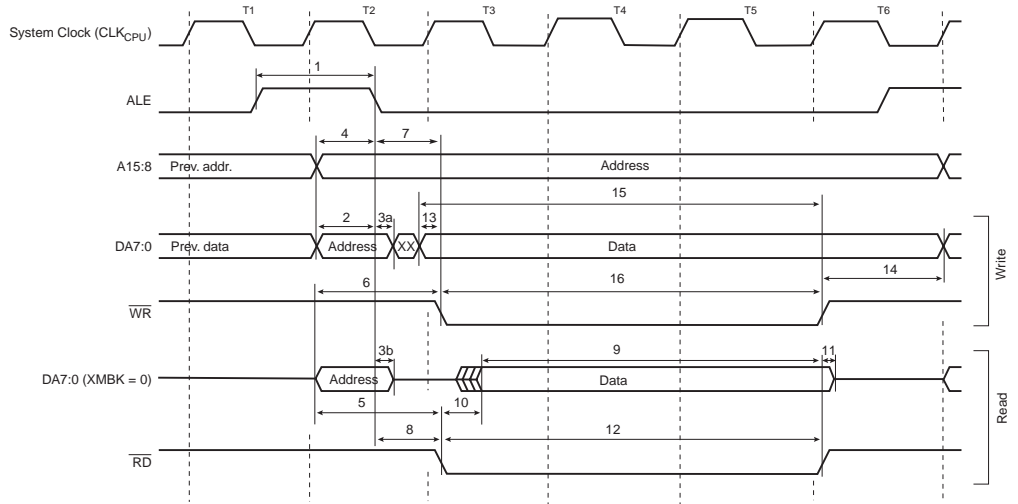 T1 T2 T3 T4 T5 T6
System Clock (CLKCPU)
1
ALE
4 7
A15:8 Prev. addr. Address
15
2 3a 13
DA7:0 Prev. data Address XX Data
14
6 16
WR
Write
3b 9 11
DA7:0 (XMBK = 0) Address Data
5 10
8 12
RD
Read